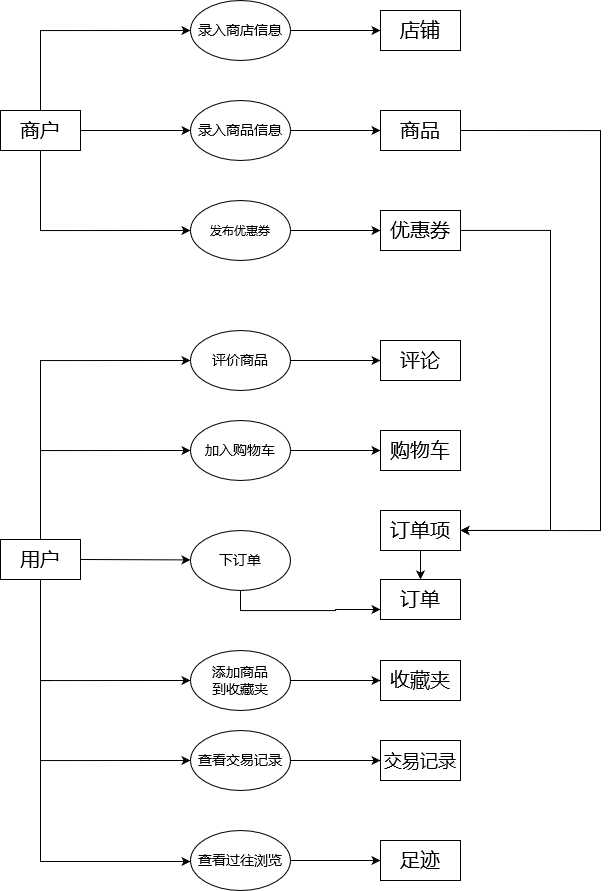 录入商店信息
店铺
商户
录入商品信息
商品
发布优惠券
优惠券
评价商品
评论
加入购物车
购物车
订单项
用户
下订单
订单
添加商品
到收藏夹
收藏夹
查看交易记录
交易记录
查看过往浏览
足迹